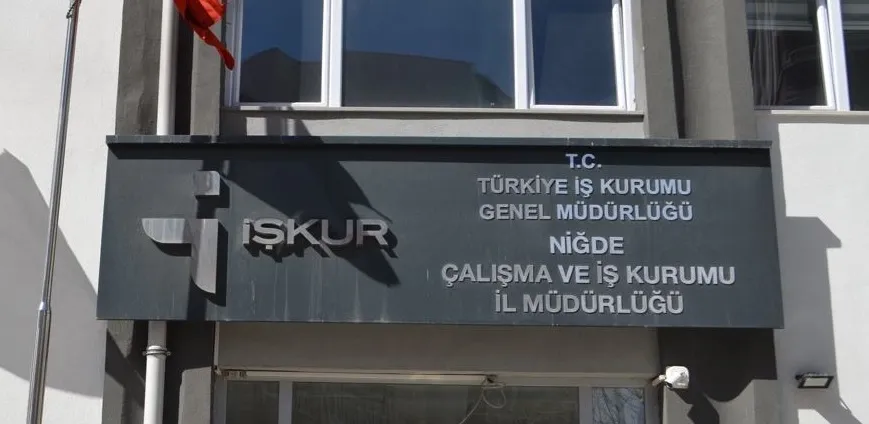 İŞKUR
T.C.
TÜRKİYE İŞ KURUMU
GENEL MÜDÜRLÜĞÜ
NİĞDE
ÇALIŞMA VE İŞ KURUMU
İL MÜDÜRLÜĞÜ